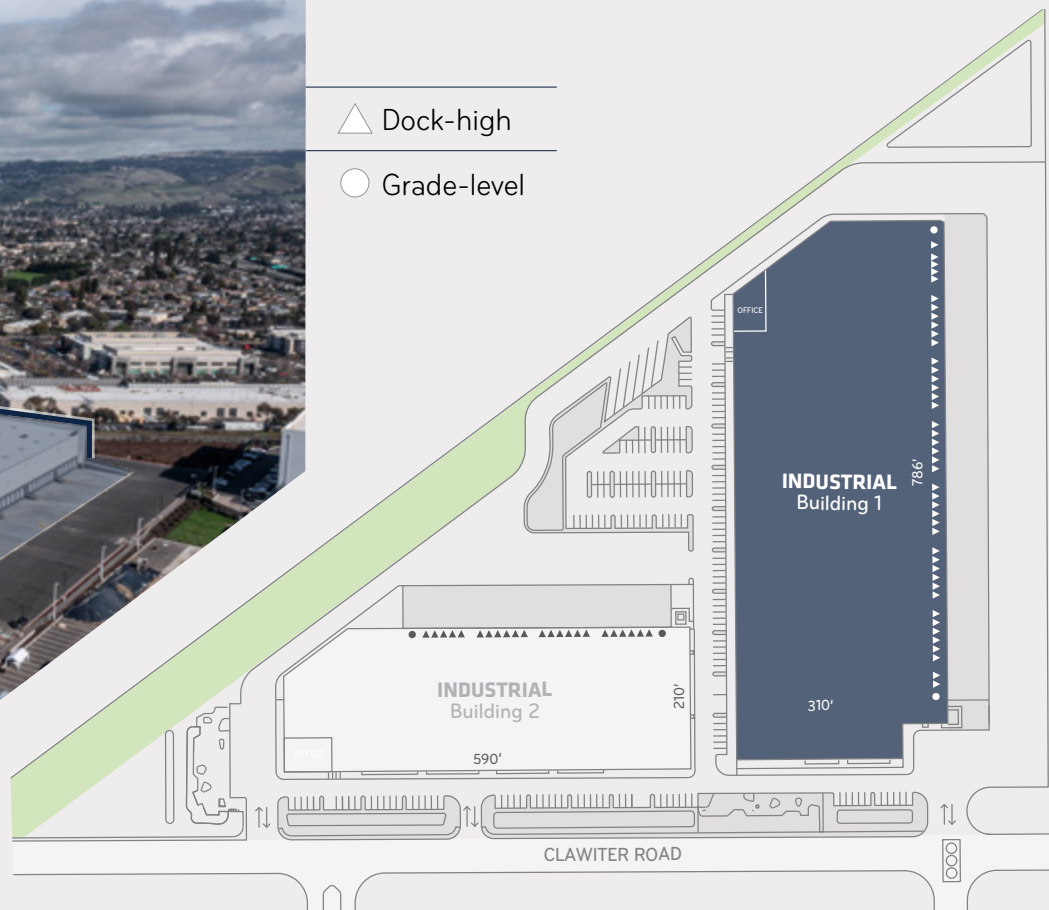 Dock-high
Grade-level
OFFICE
INDUSTRIAL
Building 1
786’
310’
INDUSTRIAL
Building 2
210’
590’
OFFICE
CLAWITER ROAD